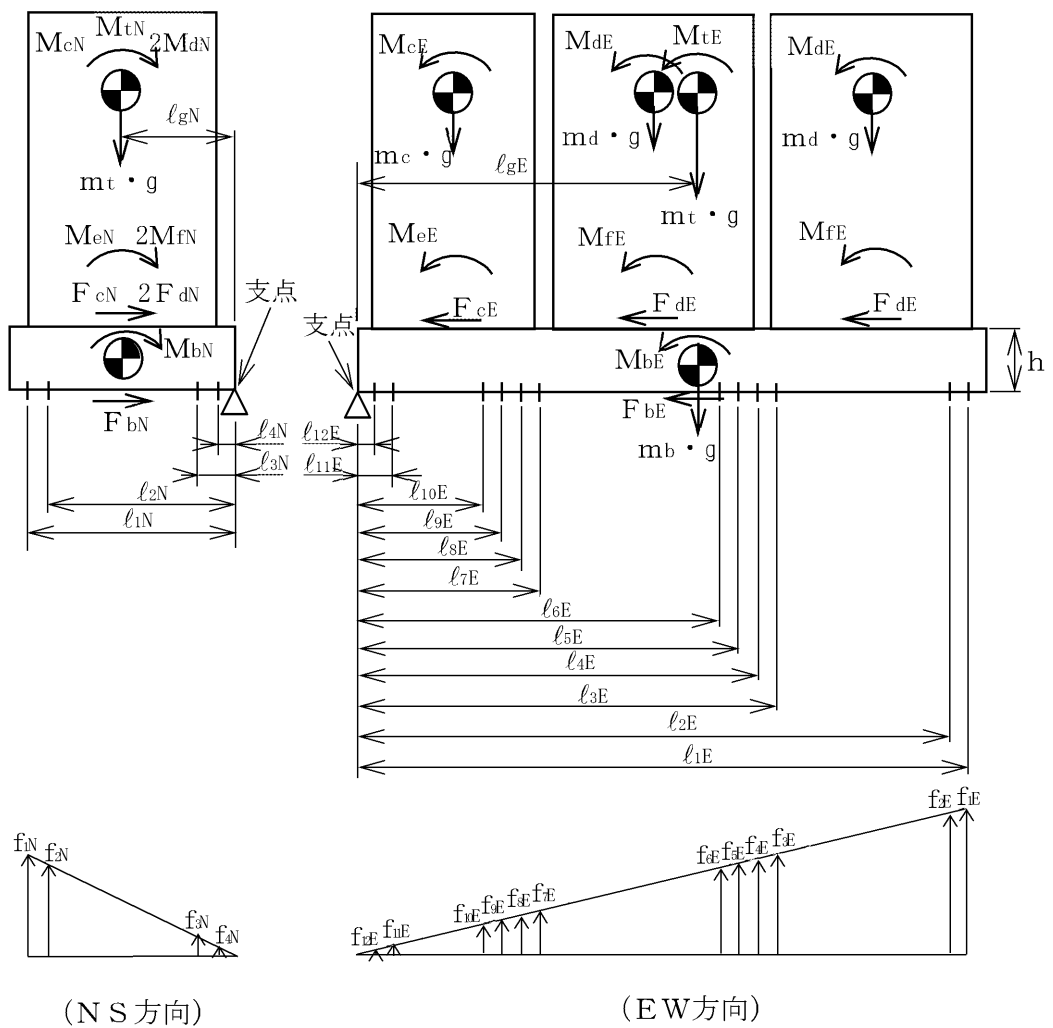 McN MtN 2MdN
ℓgN
mt・g
MeN 2MfN
FcN 2FdN
支点
MbN
FbN
ℓ4N
ℓ3N
ℓ2N
ℓ1N
McE MdE MtE MdE
mc・g md・g md・g
ℓgE
mt・g
MeE MfE MfE
FcE FdE FdE
支点
MbE
h
FbE
mb・g
ℓ12E
ℓ11E
ℓ10E
ℓ9E
ℓ8E
ℓ7E
ℓ6E
ℓ5E
ℓ4E
ℓ3E
ℓ2E
ℓ1E
f1N f2N
f3N f4N
f12E f11E f10E f9E f8E f7E f6E f5E f4E f3E f2E f1E
(NS方向)
(EW方向)